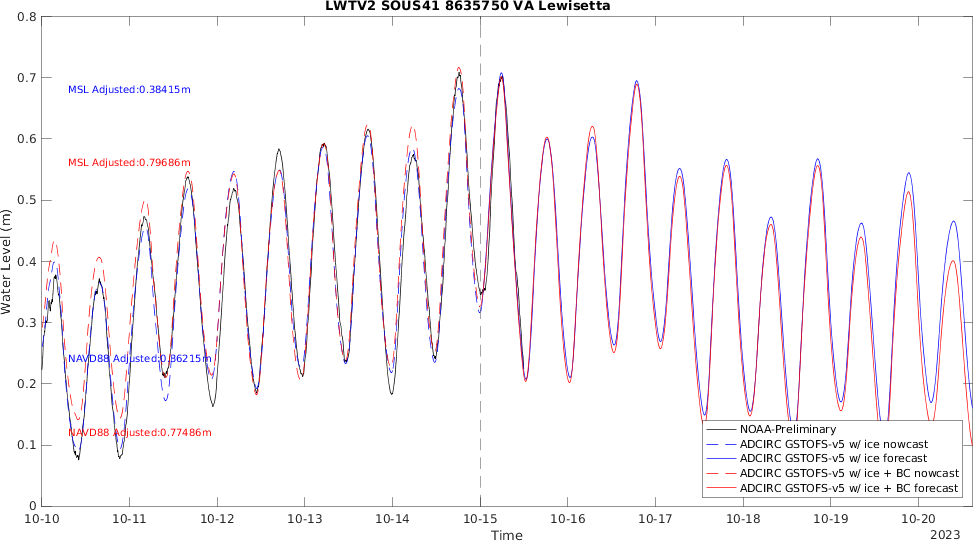 LWTV2 SOUS41 8635750 VA Lewisetta
0.8
0.7
0.6
0.5
0.4
0.3
0.2
0.1
0
Water Level (m)
MSL Adjusted:0.38415m
MSL Adjusted:0.79686m
NAVD88 Adjusted:0.36215m
NAVD88 Adjusted:0.77486m
NOAA-Preliminary
ADCIRC GSTOFS-v5 w/ ice nowcast
ADCIRC GSTOFS-v5 w/ ice forecast
ADCIRC GSTOFS-v5 w/ ice + BC nowcast
ADCIRC GSTOFS-v5 w/ ice + BC forecast
10-10 10-11 10-12 10-13 10-14 10-15 10-16 10-17 10-18 10-19 10-20
Time
2023